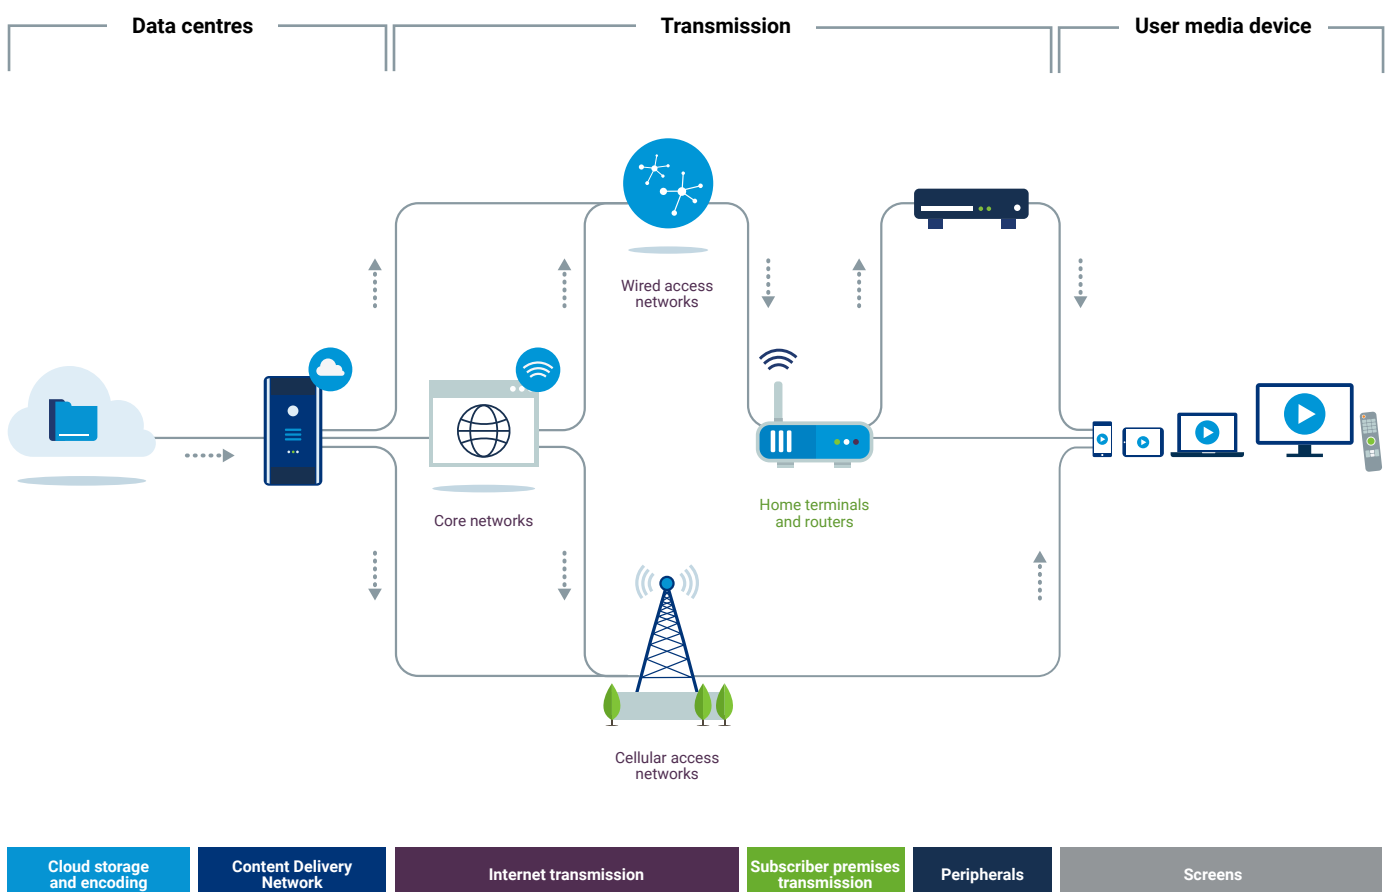 Data centres
Transmission
User media device
Wired access
networks
Core networks
Home terminals
and routers
Cellular access
networks
Cloud storage
and encoding
Content Delivery
Network
Internet transmission
Subscriber premises
transmission
Peripherals
Screens